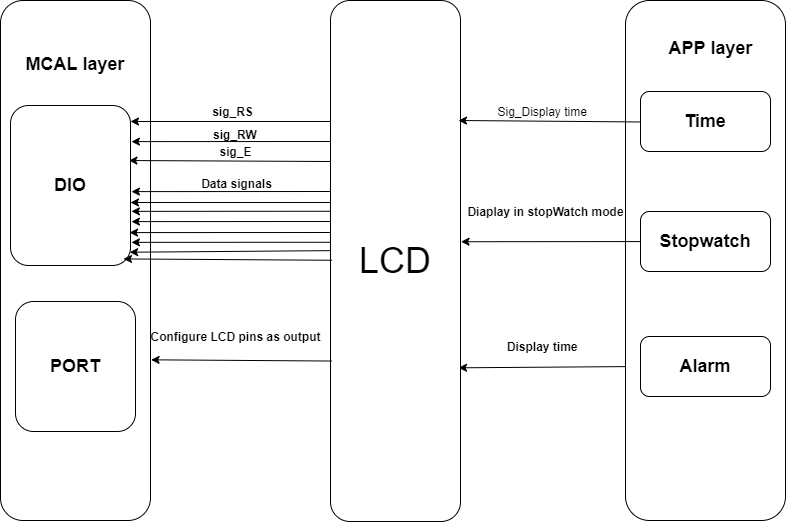 MCAL layer
APP layer
sig_RS
Sig_Display time
Time
sig_RW
sig_E
DIO
Data signals
Diaplay in stopWatch mode
Stopwatch
LCD
Configure LCD pins as output
Display time
PORT
Alarm